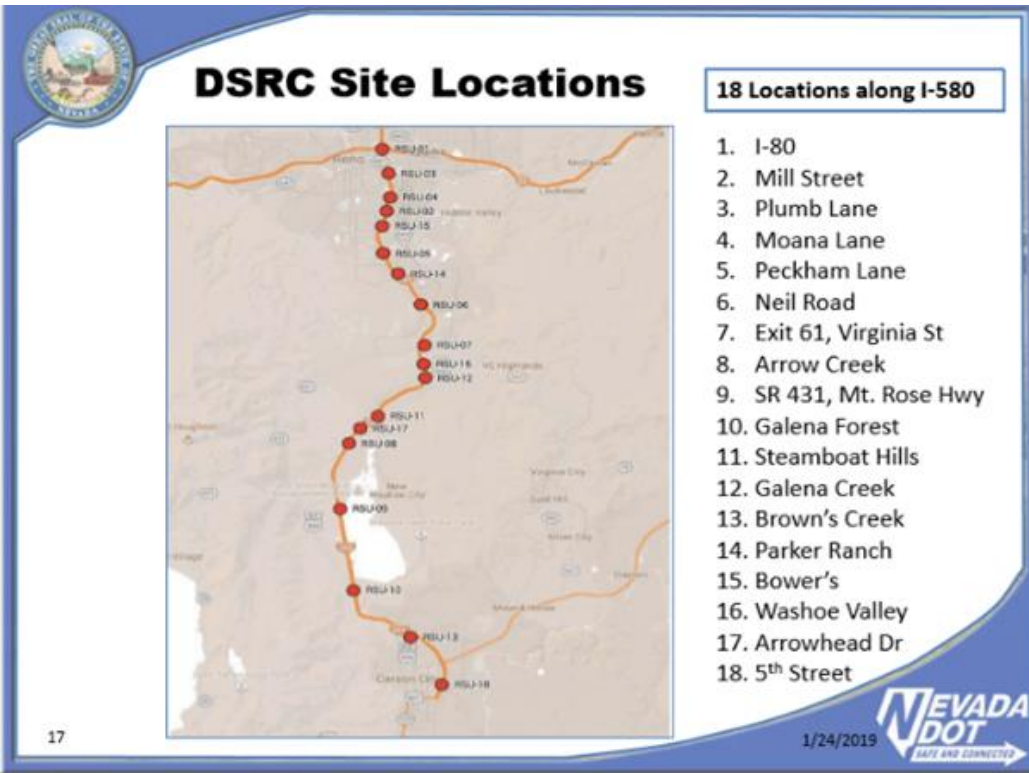 DSRC Site Locations
18 Locations along I-580
1. I-80
2. Mill Street
3. Plumb Lane
4. Moana Lane
5. Peckham Lane
6. Neil Road
7. Exit 61, Virginia St
8. Arrow Creek
9. SR 431, Mt. Rose Hwy
10. Galena Forest
11. Steamboat Hills
12. Galena Creek
13. Brown's Creek
14. Parker Ranch
15. Bower's
16. Washoe Valley
17. Arrowhead Dr
18. 5th Street
RSU-01
RSU-03
RSU-04
RSU-02
RSU-15
RSU-05
RSU-14
RSU-06
RSU-07
RSU-16
RSU-12
RSU-11
RSU-17
RSU-08
RSU-09
RSU-10
RSU-13
RSU-18
Virginia City
Carson City
17
1/24/2019
NEVADA
DOT
SAFE AND CONNECTED